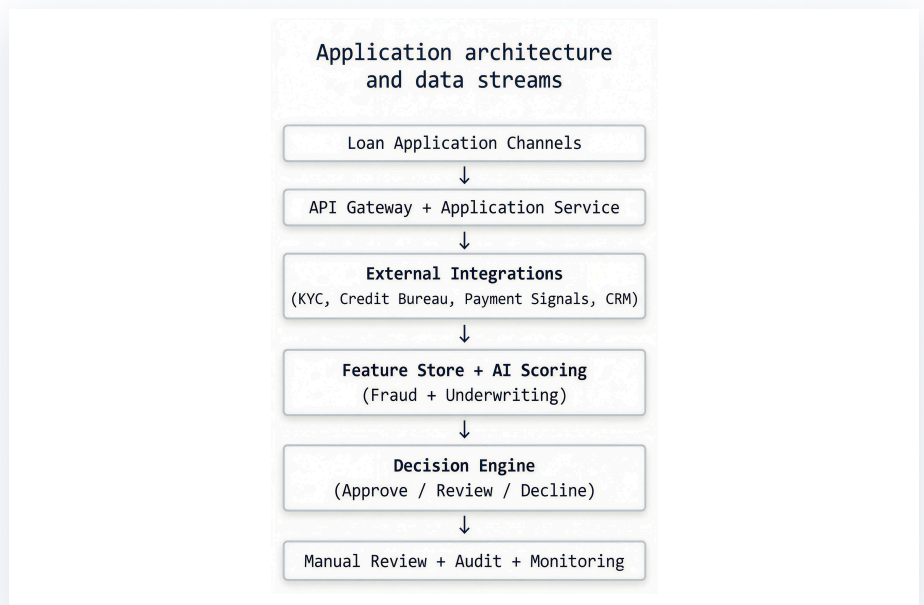 Application architecture
and data streams
Loan Application Channels
↓
API Gateway + Application Service
↓
External Integrations
(KYC, Credit Bureau, Payment Signals, CRM)
↓
Feature Store + AI Scoring
(Fraud + Underwriting)
↓
Decision Engine
(Approve / Review / Decline)
↓
Manual Review + Audit + Monitoring